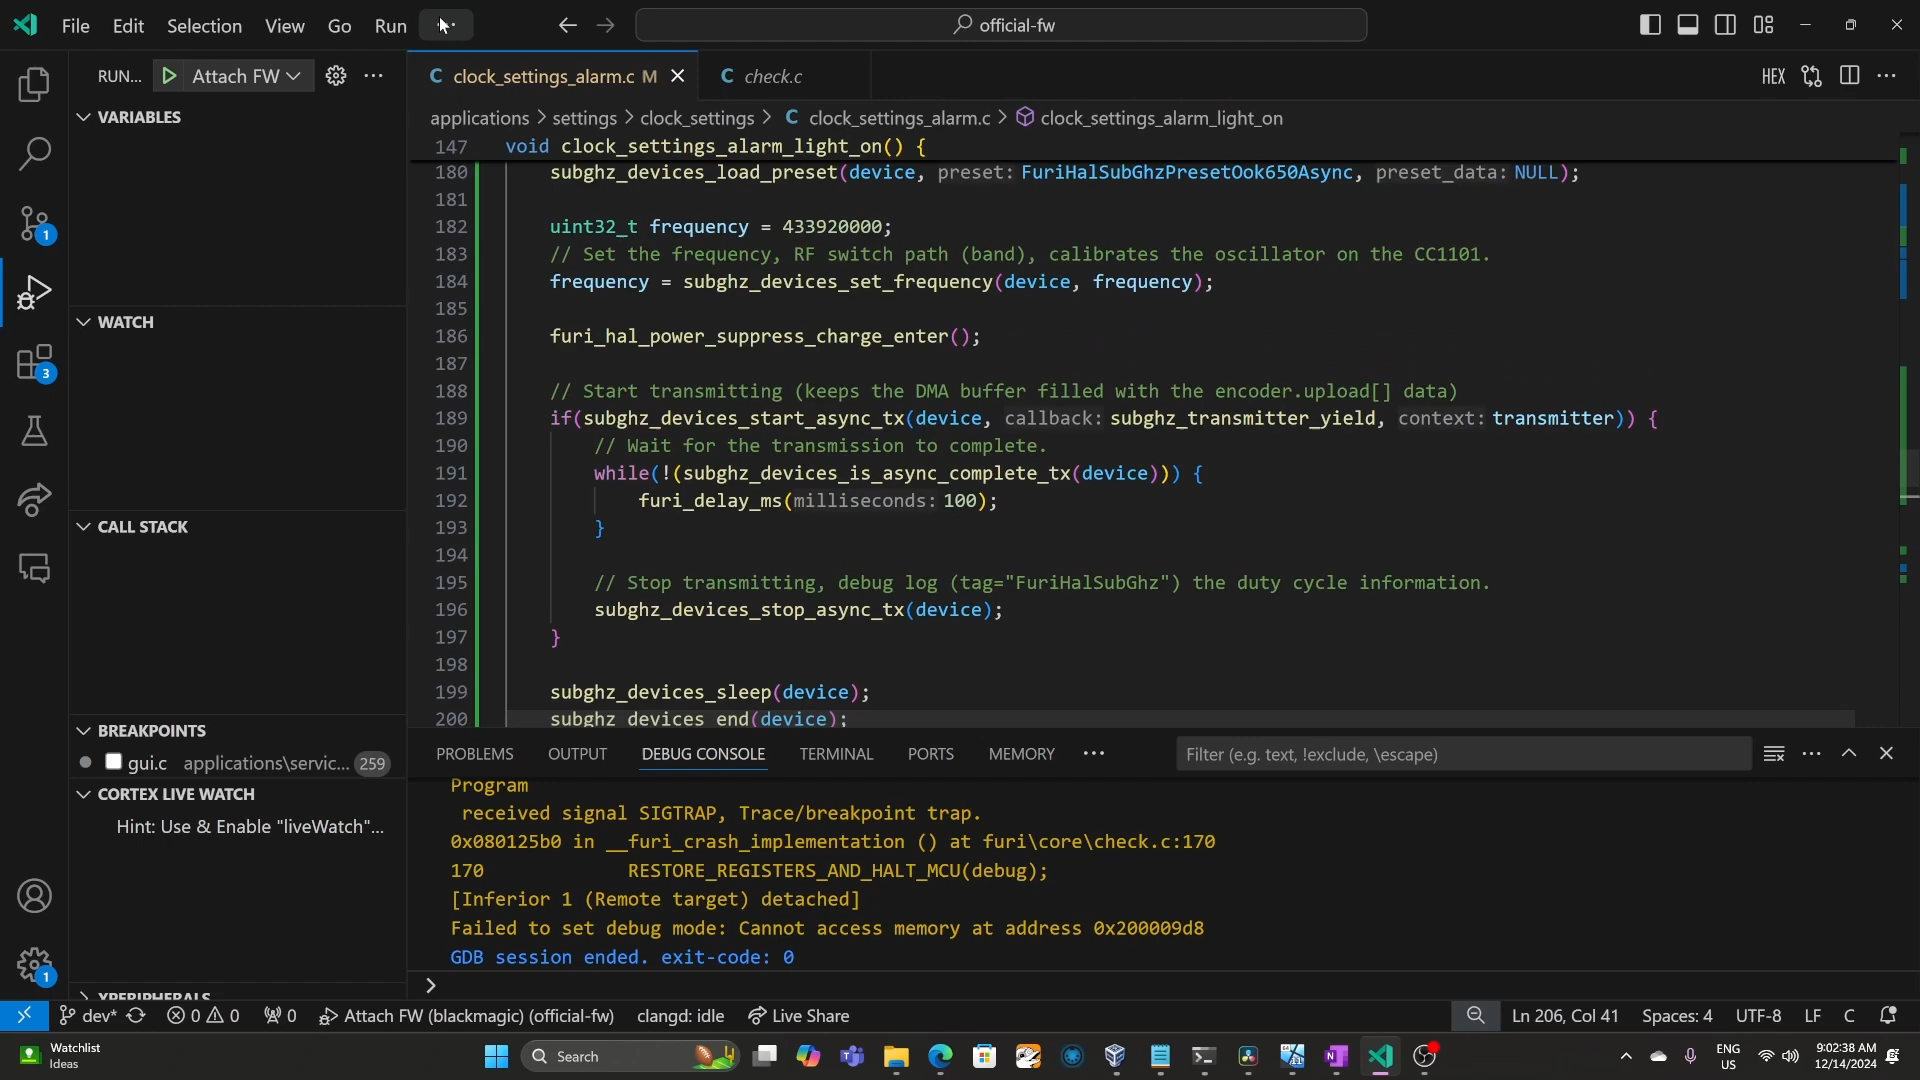 File Edit Selection View Go Run ···
official-fw
RUN... Attach FW ···
C clock_settings_alarm.c M
C check.c
HEX ···
VARIABLES
WATCH
CALL STACK
BREAKPOINTS
gui.c applications\servic... 259
CORTEX LIVE WATCH
Hint: Use & Enable "liveWatch"...
XPERIPHERALS
1
3
1
applications > settings > clock_settings > C clock_settings_alarm.c > clock_settings_alarm_light_on
147 void clock_settings_alarm_light_on() {
180 subghz_devices_load_preset(device, preset: FuriHalSubGhzPresetOok650Async, preset_data: NULL);
181
182 uint32_t frequency = 433920000;
183 // Set the frequency, RF switch path (band), calibrates the oscillator on the CC1101.
184 frequency = subghz_devices_set_frequency(device, frequency);
185
186 furi_hal_power_suppress_charge_enter();
187
188 // Start transmitting (keeps the DMA buffer filled with the encoder.upload[] data)
189 if(subghz_devices_start_async_tx(device, callback: subghz_transmitter_yield, context: transmitter)) {
190 // Wait for the transmission to complete.
191 while(!(subghz_devices_is_async_complete_tx(device))) {
192 furi_delay_ms(milliseconds: 100);
193 }
194
195 // Stop transmitting, debug log (tag="FuriHalSubGhz") the duty cycle information.
196 subghz_devices_stop_async_tx(device);
197 }
198
199 subghz_devices_sleep(device);
200 subghz_devices_end(device);
PROBLEMS OUTPUT DEBUG CONSOLE TERMINAL PORTS MEMORY ···
Filter (e.g. text, !exclude, \escape)
Program
received signal SIGTRAP, Trace/breakpoint trap.
0x080125b0 in __furi_crash_implementation () at furi\core\check.c:170
170 RESTORE_REGISTERS_AND_HALT_MCU(debug);
[Inferior 1 (Remote target) detached]
Failed to set debug mode: Cannot access memory at address 0x200009d8
GDB session ended. exit-code: 0
>
dev* 0 0 0 Attach FW (blackmagic) (official-fw) clangd: idle Live Share
Ln 206, Col 41 Spaces: 4 UTF-8 LF C
Watchlist
Ideas
Search
ENG
US
9:02:38 AM
12/14/2024